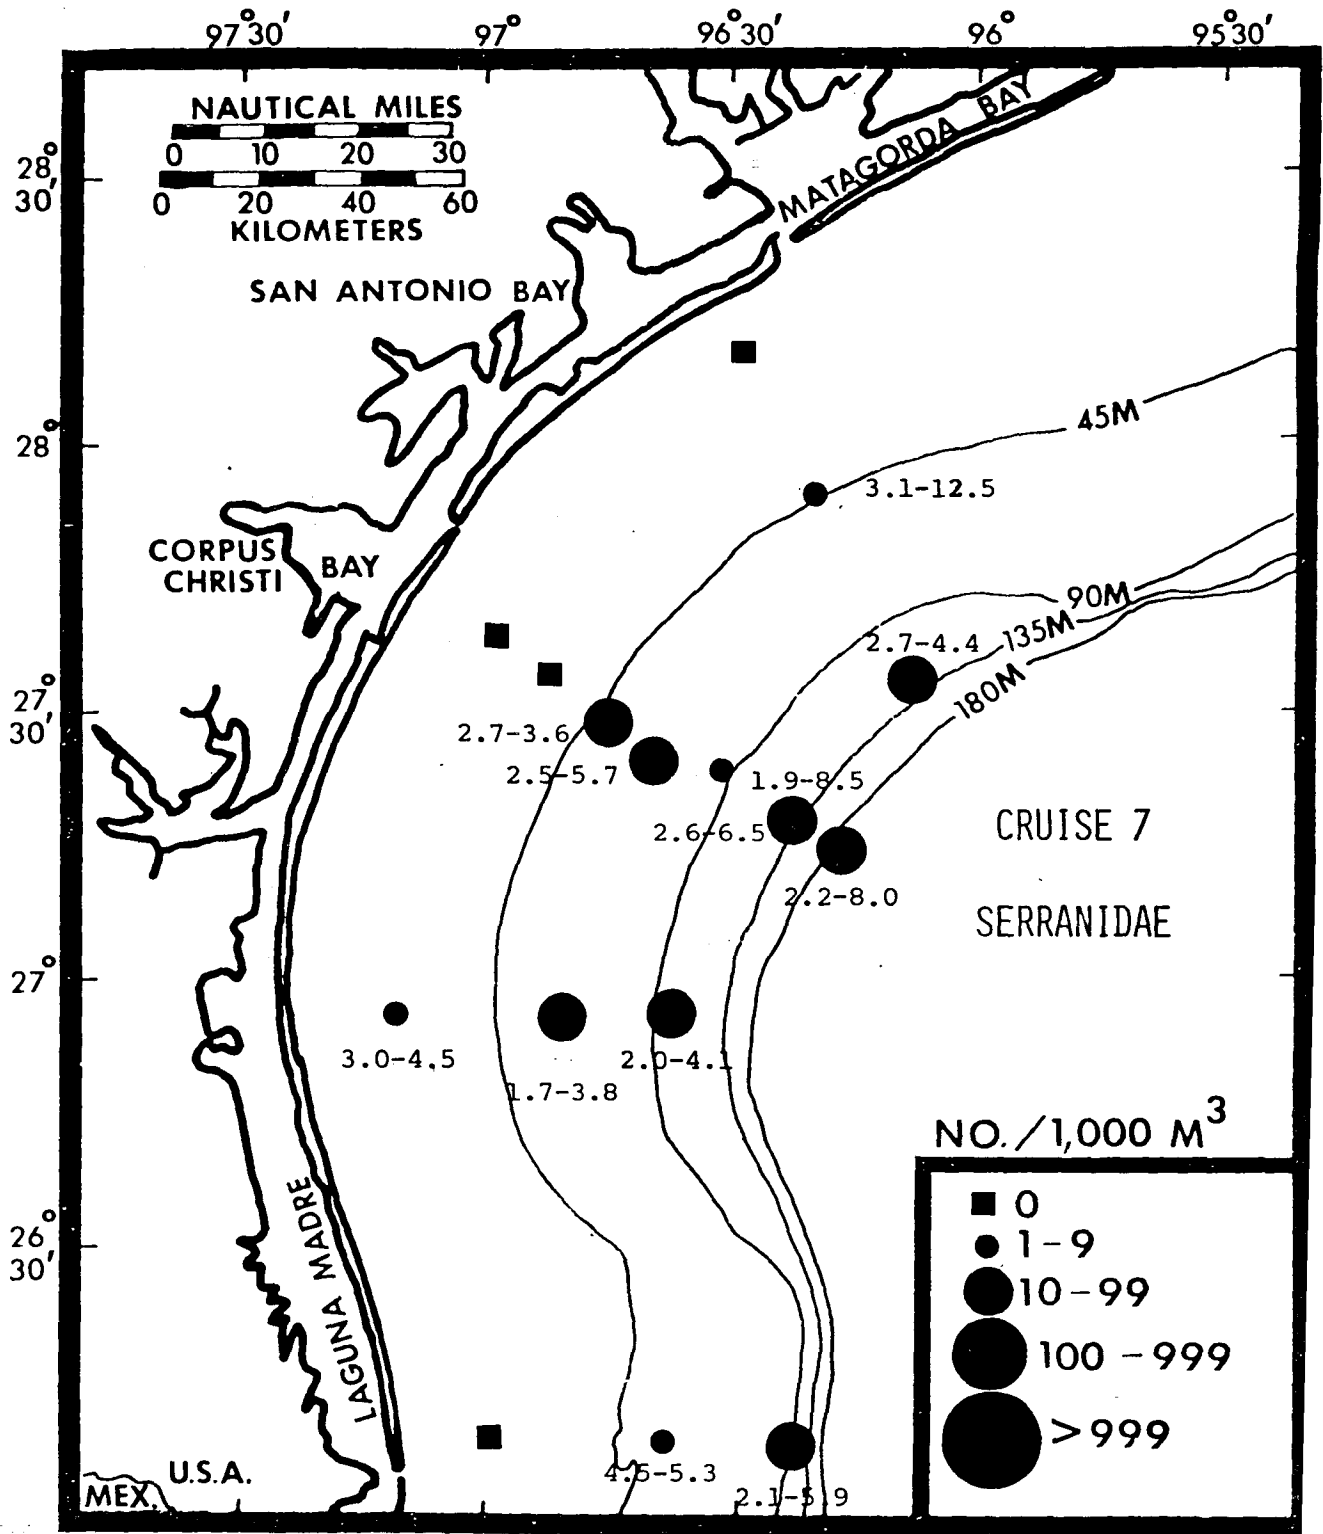 97°30' 97° 96°30' 96° 95°30'
NAUTICAL MILES
0 10 20 30
0 20 40 60
KILOMETERS
28°
30'
MATAGORDA BAY
SAN ANTONIO BAY
28°
45M
3.1-12.5
CORPUS
CHRISTI BAY
90M
135M
2.7-4.4
180M
27°
30'
2.7-3.6
2.5-5.7
1.9-8.5
2.6-6.5
2.2-8.0
CRUISE 7
SERRANIDAE
27°
3.0-4.5
2.0-4.1
1.7-3.8
NO./1,000 M³
0
1-9
10-99
100-999
>999
26°
30'
LAGUNA MADRE
4.5-5.3
2.1-5.9
U.S.A.
MEX.